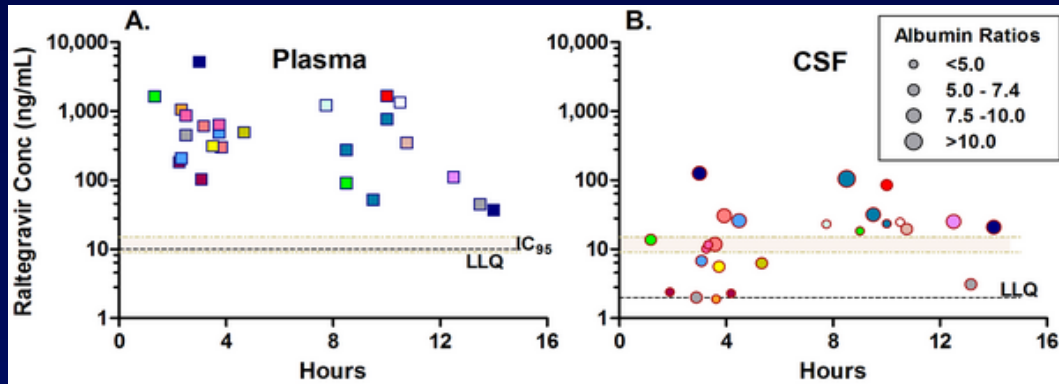 A.
Plasma
Raltegravir Conc (ng/mL)
10,000
1,000
100
10
1
IC95
LLQ
0 4 8 12 16
Hours
B.
CSF
10,000
1,000
100
10
1
Albumin Ratios
<5.0
5.0 - 7.4
7.5 -10.0
>10.0
LLQ
0 4 8 12 16
Hours